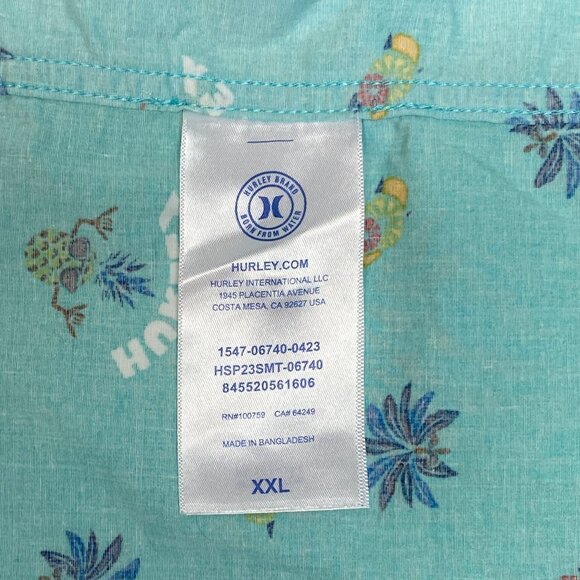 HURLEY BRAND
BORN FROM WATER
HURLEY.COM
HURLEY INTERNATIONAL LLC
1945 PLACENTIA AVENUE
COSTA MESA, CA 92627 USA
1547-06740-0423
HSP23SMT-06740
845520561606
RN#100759 CA# 64249
MADE IN BANGLADESH
XXL